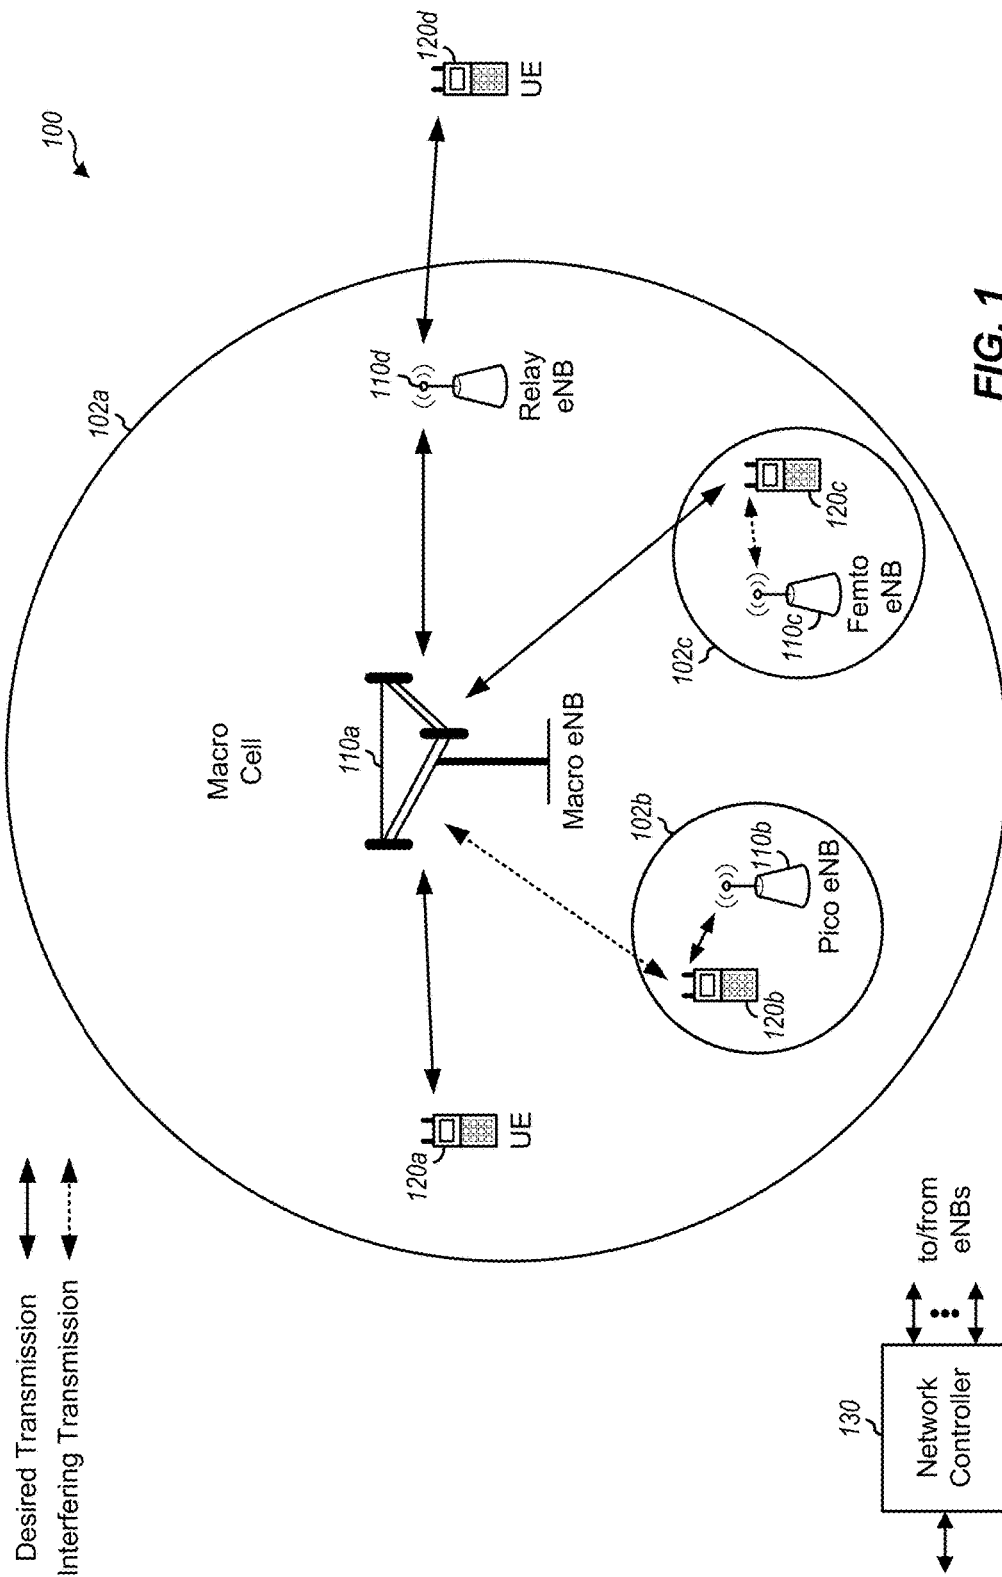 Desired Transmission
Interfering Transmission
100
102a
Macro
Cell
110a
Macro eNB
120a
UE
110d
Relay
eNB
120d
UE
102b
110b
Pico eNB
120b
102c
110c
Femto
eNB
120c
130
Network
Controller
to/from
eNBs
FIG. 1